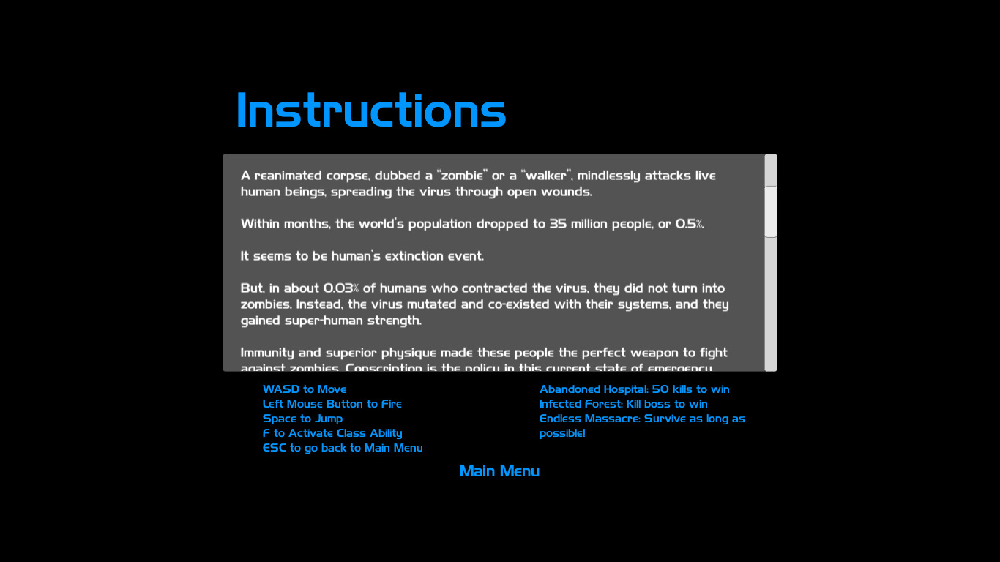 Instructions
A reanimated corpse, dubbed a “zombie” or a “walker”, mindlessly attacks live
human beings, spreading the virus through open wounds.
Within months, the world's population dropped to 35 million people, or 0.5%.
It seems to be human's extinction event.
But, in about 0.03% of humans who contracted the virus, they did not turn into
zombies. Instead, the virus mutated and co-existed with their systems, and they
gained super-human strength.
Immunity and superior physique made these people the perfect weapon to fight
against zombies. Conscription is the policy in this current state of emergency.
WASD to Move
Left Mouse Button to Fire
Space to Jump
F to Activate Class Ability
ESC to go back to Main Menu
Abandoned Hospital: 50 kills to win
Infected Forest: Kill boss to win
Endless Massacre: Survive as long as
possible!
Main Menu